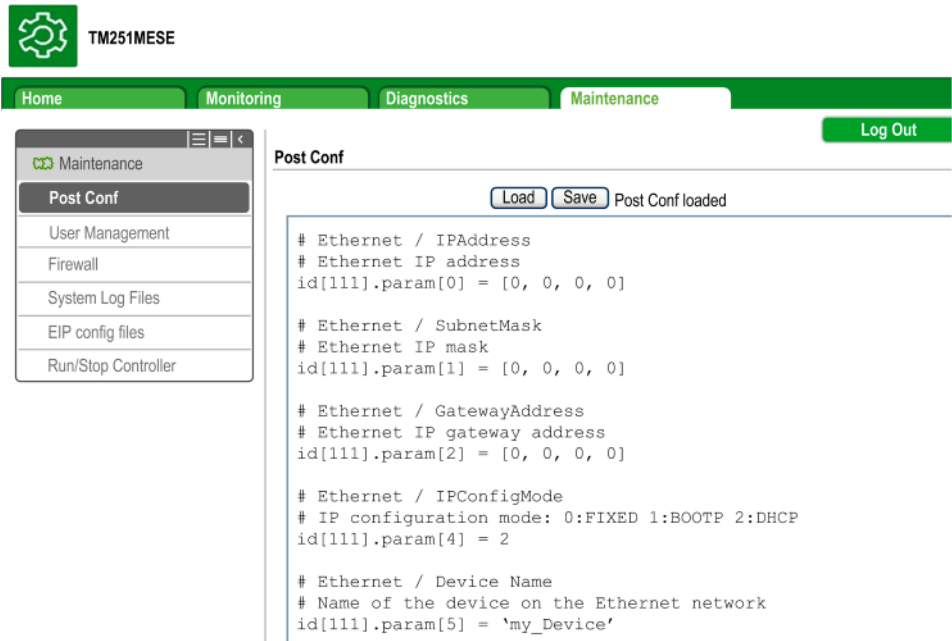 TM251MESE
Home Monitoring Diagnostics Maintenance
Log Out
Maintenance
Post Conf
User Management
Firewall
System Log Files
EIP config files
Run/Stop Controller
Post Conf
Load Save Post Conf loaded
# Ethernet / IPAddress
# Ethernet IP address
id[111].param[0] = [0, 0, 0, 0]
# Ethernet / SubnetMask
# Ethernet IP mask
id[111].param[1] = [0, 0, 0, 0]
# Ethernet / GatewayAddress
# Ethernet IP gateway address
id[111].param[2] = [0, 0, 0, 0]
# Ethernet / IPConfigMode
# IP configuration mode: 0:FIXED 1:BOOTP 2:DHCP
id[111].param[4] = 2
# Ethernet / Device Name
# Name of the device on the Ethernet network
id[111].param[5] = ‘my_Device’